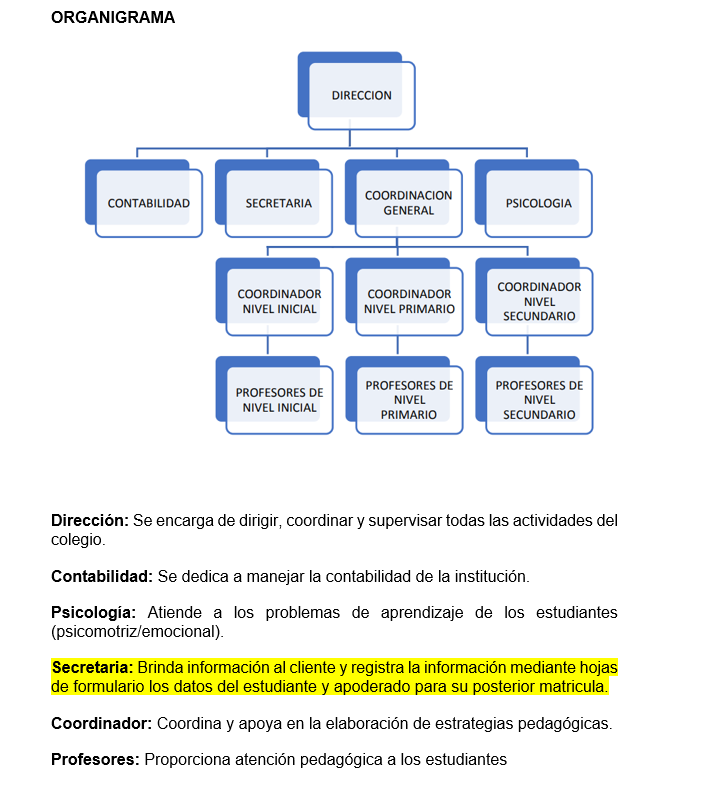 ORGANIGRAMA
DIRECCION
CONTABILIDAD
SECRETARIA
COORDINACION
GENERAL
PSICOLOGIA
COORDINADOR
NIVEL INICIAL
COORDINADOR
NIVEL PRIMARIO
COORDINADOR
NIVEL
SECUNDARIO
PROFESORES DE
NIVEL INICIAL
PROFESORES DE
NIVEL
PRIMARIO
PROFESORES DE
NIVEL
SECUNDARIO
Dirección: Se encarga de dirigir, coordinar y supervisar todas las actividades del
colegio.
Contabilidad: Se dedica a manejar la contabilidad de la institución.
Psicología: Atiende a los problemas de aprendizaje de los estudiantes
(psicomotriz/emocional).
Secretaria: Brinda información al cliente y registra la información mediante hojas
de formulario los datos del estudiante y apoderado para su posterior matricula.
Coordinador: Coordina y apoya en la elaboración de estrategias pedagógicas.
Profesores: Proporciona atención pedagógica a los estudiantes